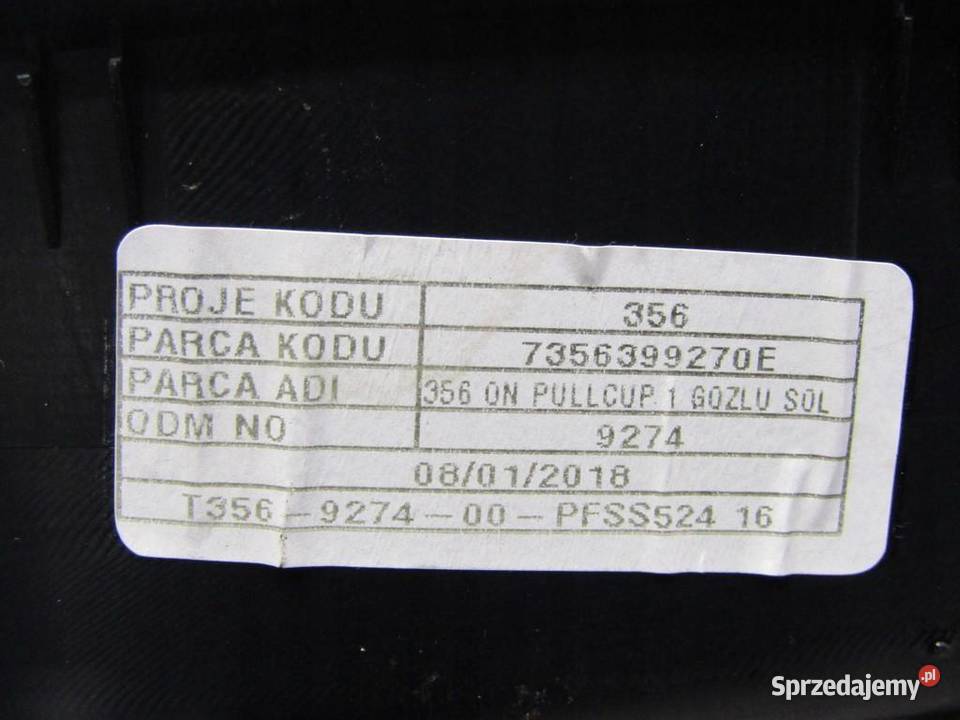 PROJE KODU 356
PARCA KODU 7356399270E
PARCA ADI 356 ON PULLCUP 1 GOZLU SOL
ODM NO 9274
08/01/2018
T356-9274-00-PFSS524 16
Sprzedajemy.pl